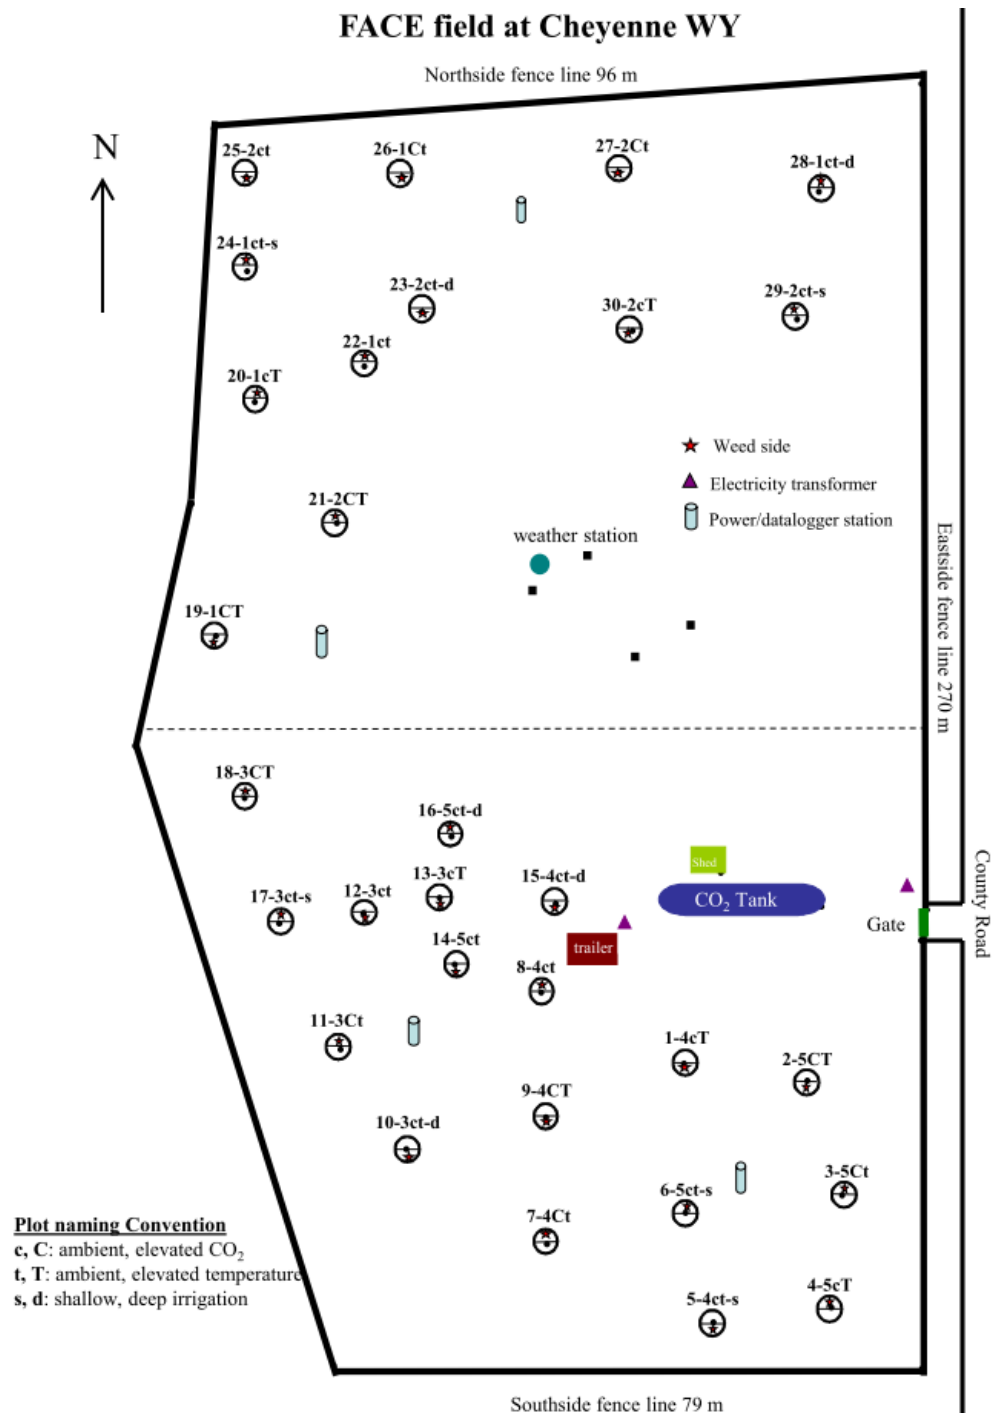 FACE field at Cheyenne WY
Northside fence line 96 m
N
25-2ct
26-1Ct
27-2Ct
28-1ct-d
24-1ct-s
23-2ct-d
30-2cT
29-2ct-s
22-1ct
20-1cT
Weed side
Electricity transformer
Power/datalogger station
21-2CT
weather station
Eastside fence line 270 m
19-1CT
18-3CT
16-5ct-d
13-3cT
15-4ct-d
Shed
17-3ct-s
12-3ct
CO2 Tank
County Road
Gate
14-5ct
trailer
8-4ct
11-3Ct
1-4cT
2-5CT
9-4CT
10-3ct-d
3-5Ct
6-5ct-s
7-4Ct
Plot naming Convention
c, C: ambient, elevated CO2
t, T: ambient, elevated temperature
s, d: shallow, deep irrigation
5-4ct-s
4-5cT
Southside fence line 79 m